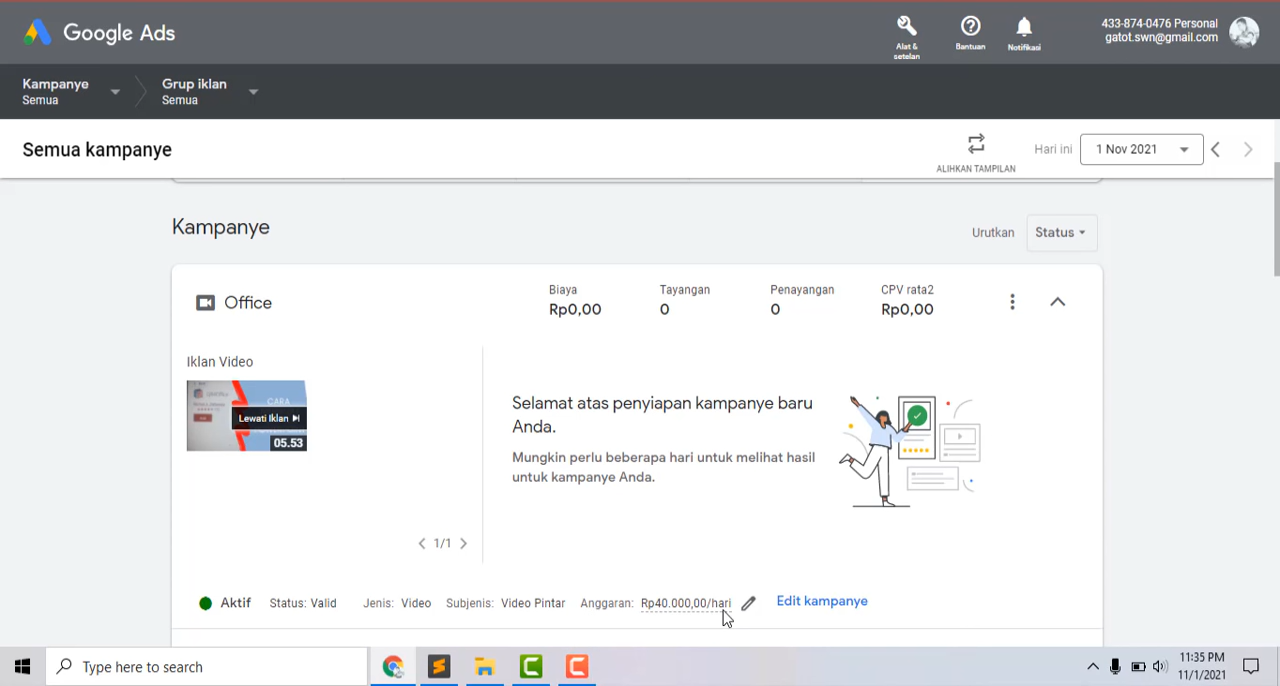 Google Ads
Alat & setelan
Bantuan
Notifikasi
433-874-0476 Personal
gatot.swn@gmail.com
Kampanye
Semua
Grup iklan
Semua
Semua kampanye
ALIHKAN TAMPILAN
Hari ini
1 Nov 2021
Kampanye
Urutkan
Status
Office
Biaya
Rp0,00
Tayangan
0
Penayangan
0
CPV rata2
Rp0,00
Iklan Video
CARA
Lewati Iklan
05.53
Selamat atas penyiapan kampanye baru
Anda.
Mungkin perlu beberapa hari untuk melihat hasil
untuk kampanye Anda.
1/1
Aktif
Status: Valid
Jenis: Video
Subjenis: Video Pintar
Anggaran: Rp40.000,00/hari
Edit kampanye
Type here to search
11:35 PM
11/1/2021